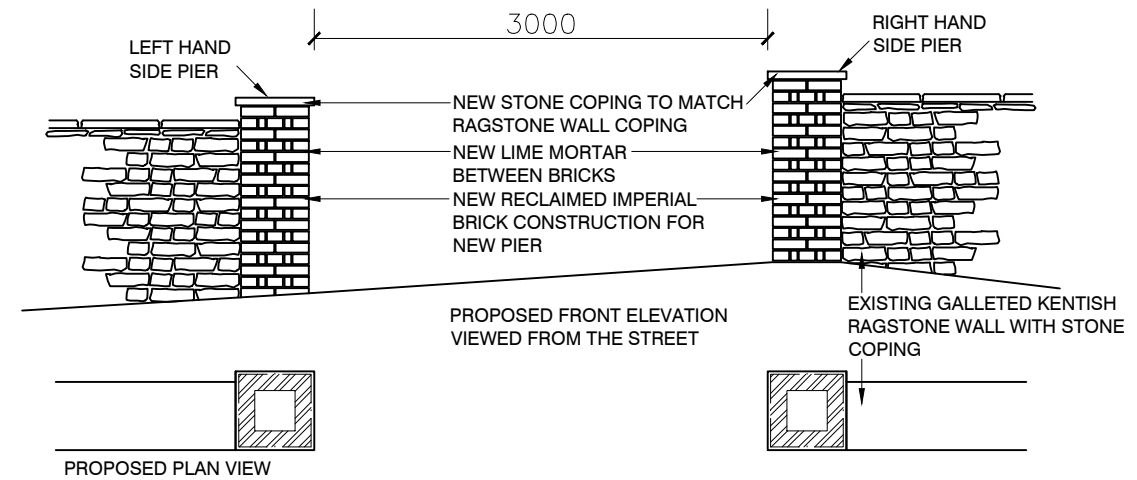 3000
LEFT HAND
SIDE PIER
RIGHT HAND
SIDE PIER
NEW STONE COPING TO MATCH
RAGSTONE WALL COPING
NEW LIME MORTAR
BETWEEN BRICKS
NEW RECLAIMED IMPERIAL
BRICK CONSTRUCTION FOR
NEW PIER
PROPOSED FRONT ELEVATION
VIEWED FROM THE STREET
EXISTING GALLETED KENTISH
RAGSTONE WALL WITH STONE
COPING
PROPOSED PLAN VIEW